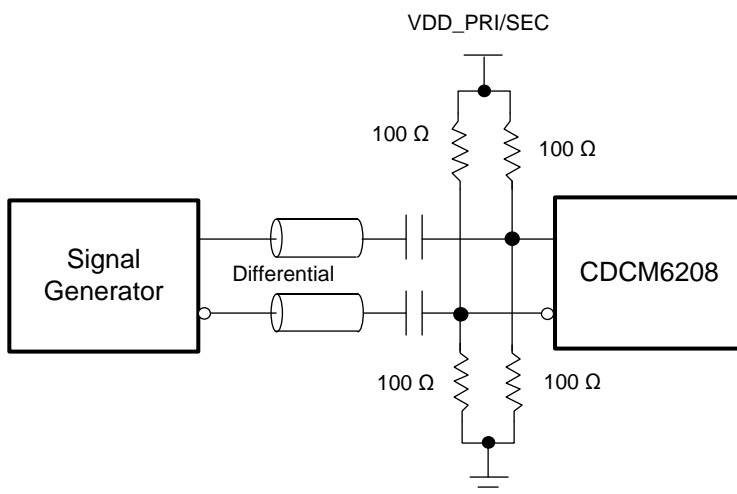 VDD_PRI/SEC
100 Ω
100 Ω
Signal
Generator
Differential
CDCM6208
100 Ω
100 Ω